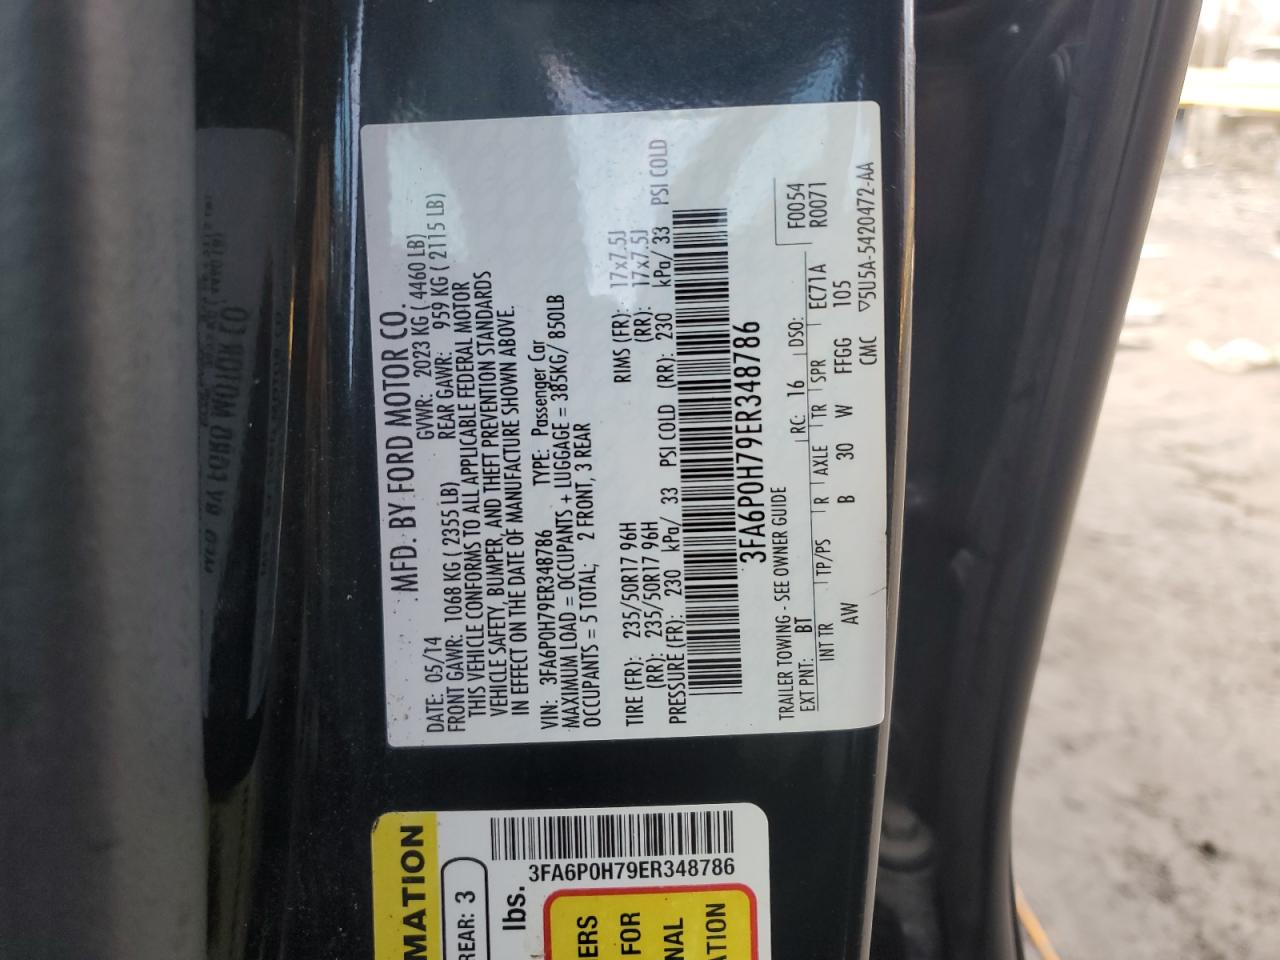 MFD. BY FORD MOTOR CO.
DATE: 05/14 GVWR: 2023 KG ( 4460 LB)
FRONT GAWR: 1068 KG ( 2355 LB) REAR GAWR: 959 KG ( 2115 LB)
THIS VEHICLE CONFORMS TO ALL APPLICABLE FEDERAL MOTOR
VEHICLE SAFETY, BUMPER, AND THEFT PREVENTION STANDARDS
IN EFFECT ON THE DATE OF MANUFACTURE SHOWN ABOVE.
VIN: 3FA6P0H79ER348786 TYPE: Passenger Car
MAXIMUM LOAD = OCCUPANTS + LUGGAGE = 385KG/ 850LB
OCCUPANTS = 5 TOTAL; 2 FRONT, 3 REAR
TIRE (FR): 235/50R17 96H RIMS (FR): 17x7.5J
(RR): 235/50R17 96H (RR): 17x7.5J
PRESSURE (FR): 230 kPa/ 33 PSI COLD (RR): 230 kPa/ 33 PSI COLD
3FA6P0H79ER348786
TRAILER TOWING - SEE OWNER GUIDE F0054
EXT PNT: BT RC: 16 DSO: R0071
INT TR TP/PS R AXLE TR SPR EC71A
AW B 30 W FFGG 105
CMC ▽5U5A-5420472-AA
MATION
REAR: 3
lbs.
3FA6P0H79ER348786
ERS
FOR
NAL
ATION